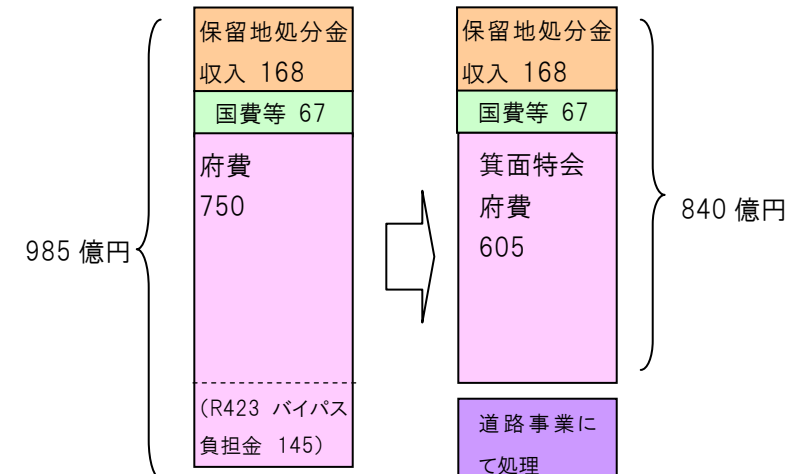 985 億円
保留地処分金
収入 168
国費等 67
府費
750
(R423 バイパス
負担金 145)
保留地処分金
収入 168
国費等 67
箕面特会
府費
605
道路事業に
て処理
840 億円